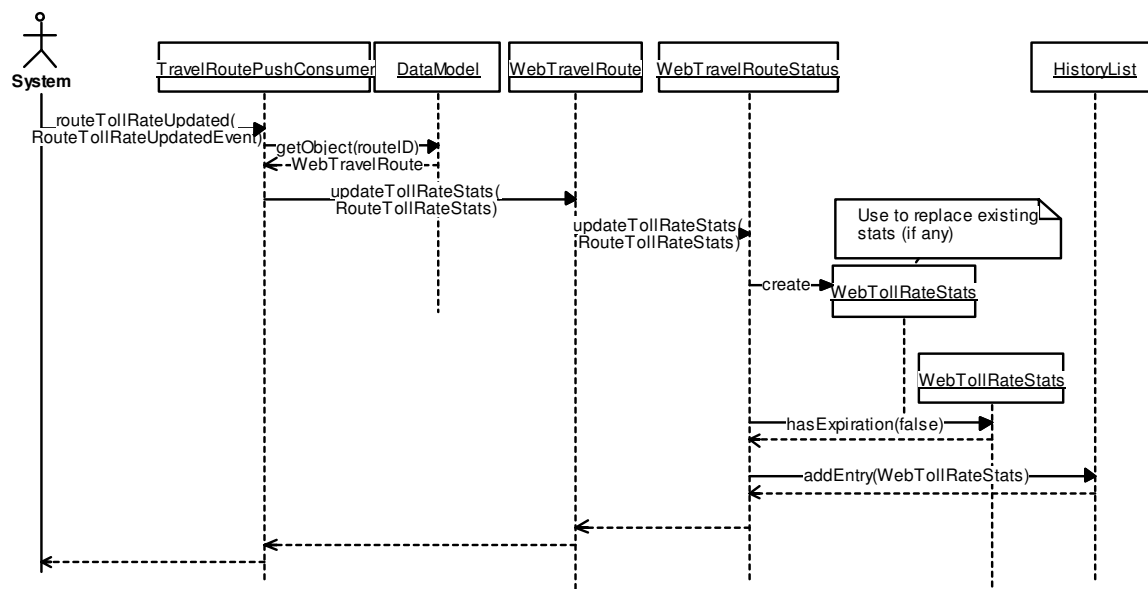 System
TravelRoutePushConsumer
DataModel
WebTravelRoute
WebTravelRouteStatus
HistoryList
routeTollRateUpdated(
RouteTollRateUpdatedEvent)
getObject(routeID)
WebTravelRoute
updateTollRateStats(
RouteTollRateStats)
updateTollRateStats(
RouteTollRateStats)
Use to replace existing
stats (if any)
create
WebTollRateStats
WebTollRateStats
hasExpiration(false)
addEntry(WebTollRateStats)